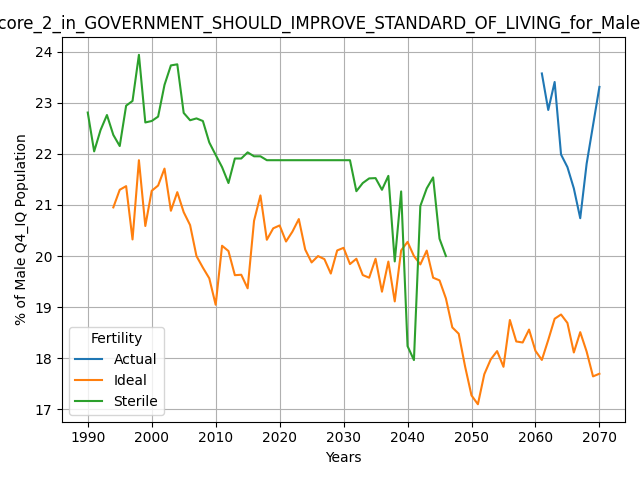 core_2_in_GOVERNMENT_SHOULD_IMPROVE_STANDARD_OF_LIVING_for_Male
24
23
22
21
20
19
18
17
% of Male Q4_IQ Population
Fertility
Actual
Ideal
Sterile
1990 2000 2010 2020 2030 2040 2050 2060 2070
Years